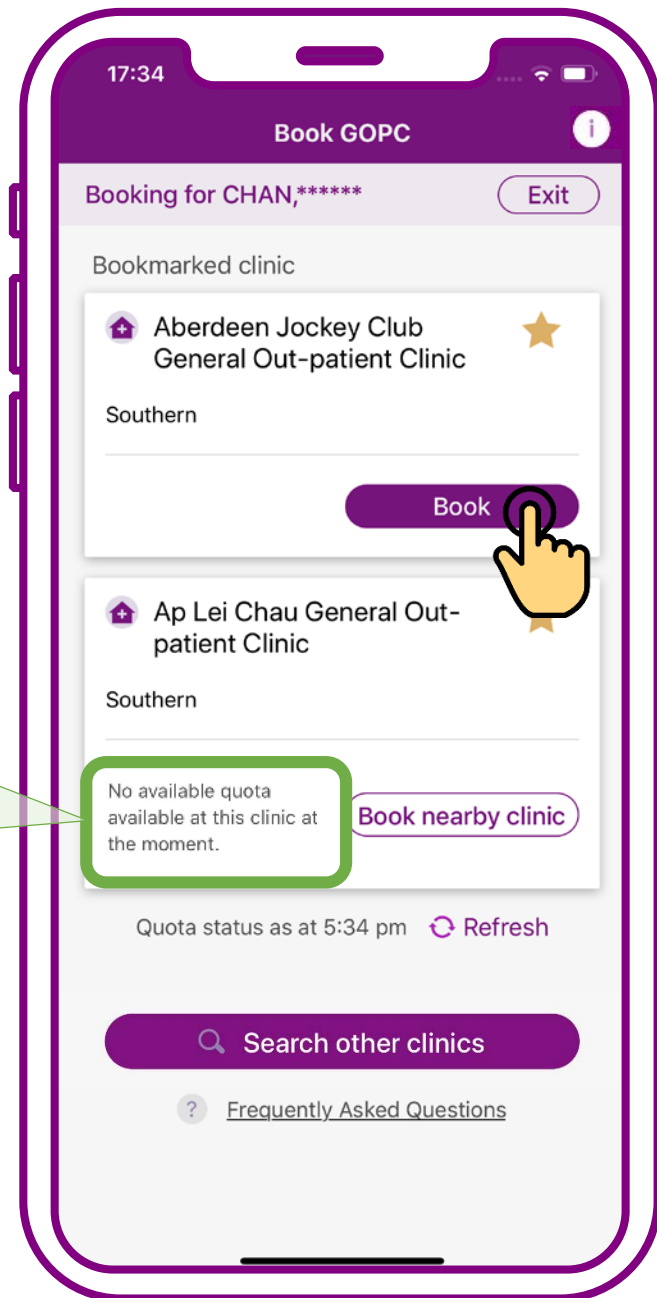 17:34
Book GOPC
i
Booking for CHAN,******
Exit
Bookmarked clinic
Aberdeen Jockey Club
General Out-patient Clinic
Southern
Book
Ap Lei Chau General Out-
patient Clinic
Southern
No available quota
available at this clinic at
the moment.
Book nearby clinic
Quota status as at 5:34 pm
Refresh
Search other clinics
? Frequently Asked Questions